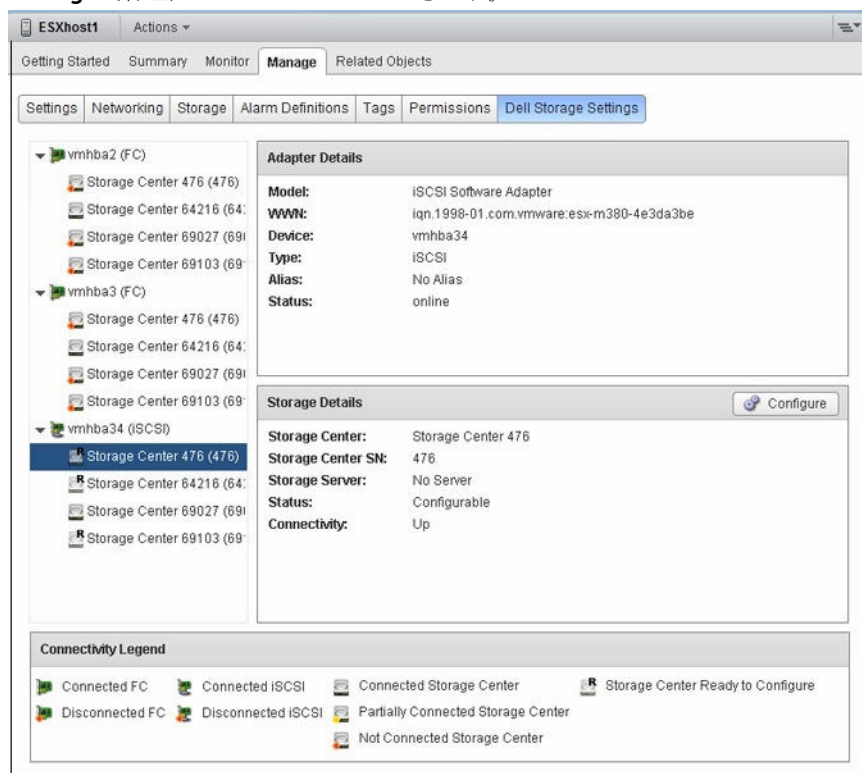 ESXhost1 Actions
Getting Started Summary Monitor Manage Related Objects
Settings Networking Storage Alarm Definitions Tags Permissions Dell Storage Settings
vmhba2 (FC)
Storage Center 476 (476)
Storage Center 64216 (64
Storage Center 69027 (69
Storage Center 69103 (69
vmhba3 (FC)
Storage Center 476 (476)
Storage Center 64216 (64
Storage Center 69027 (69
Storage Center 69103 (69
vmhba34 (iSCSI)
Storage Center 476 (476)
R Storage Center 64216 (64
Storage Center 69027 (69
R Storage Center 69103 (69
Adapter Details
Model: iSCSI Software Adapter
WWN: iqn.1998-01.com.vmware:esx-m380-4e3da3be
Device: vmhba34
Type: iSCSI
Alias: No Alias
Status: online
Storage Details Configure
Storage Center: Storage Center 476
Storage Center SN: 476
Storage Server: No Server
Status: Configurable
Connectivity: Up
Connectivity Legend
Connected FC Connected iSCSI Connected Storage Center R Storage Center Ready to Configure
Disconnected FC Disconnected iSCSI Partially Connected Storage Center
Not Connected Storage Center